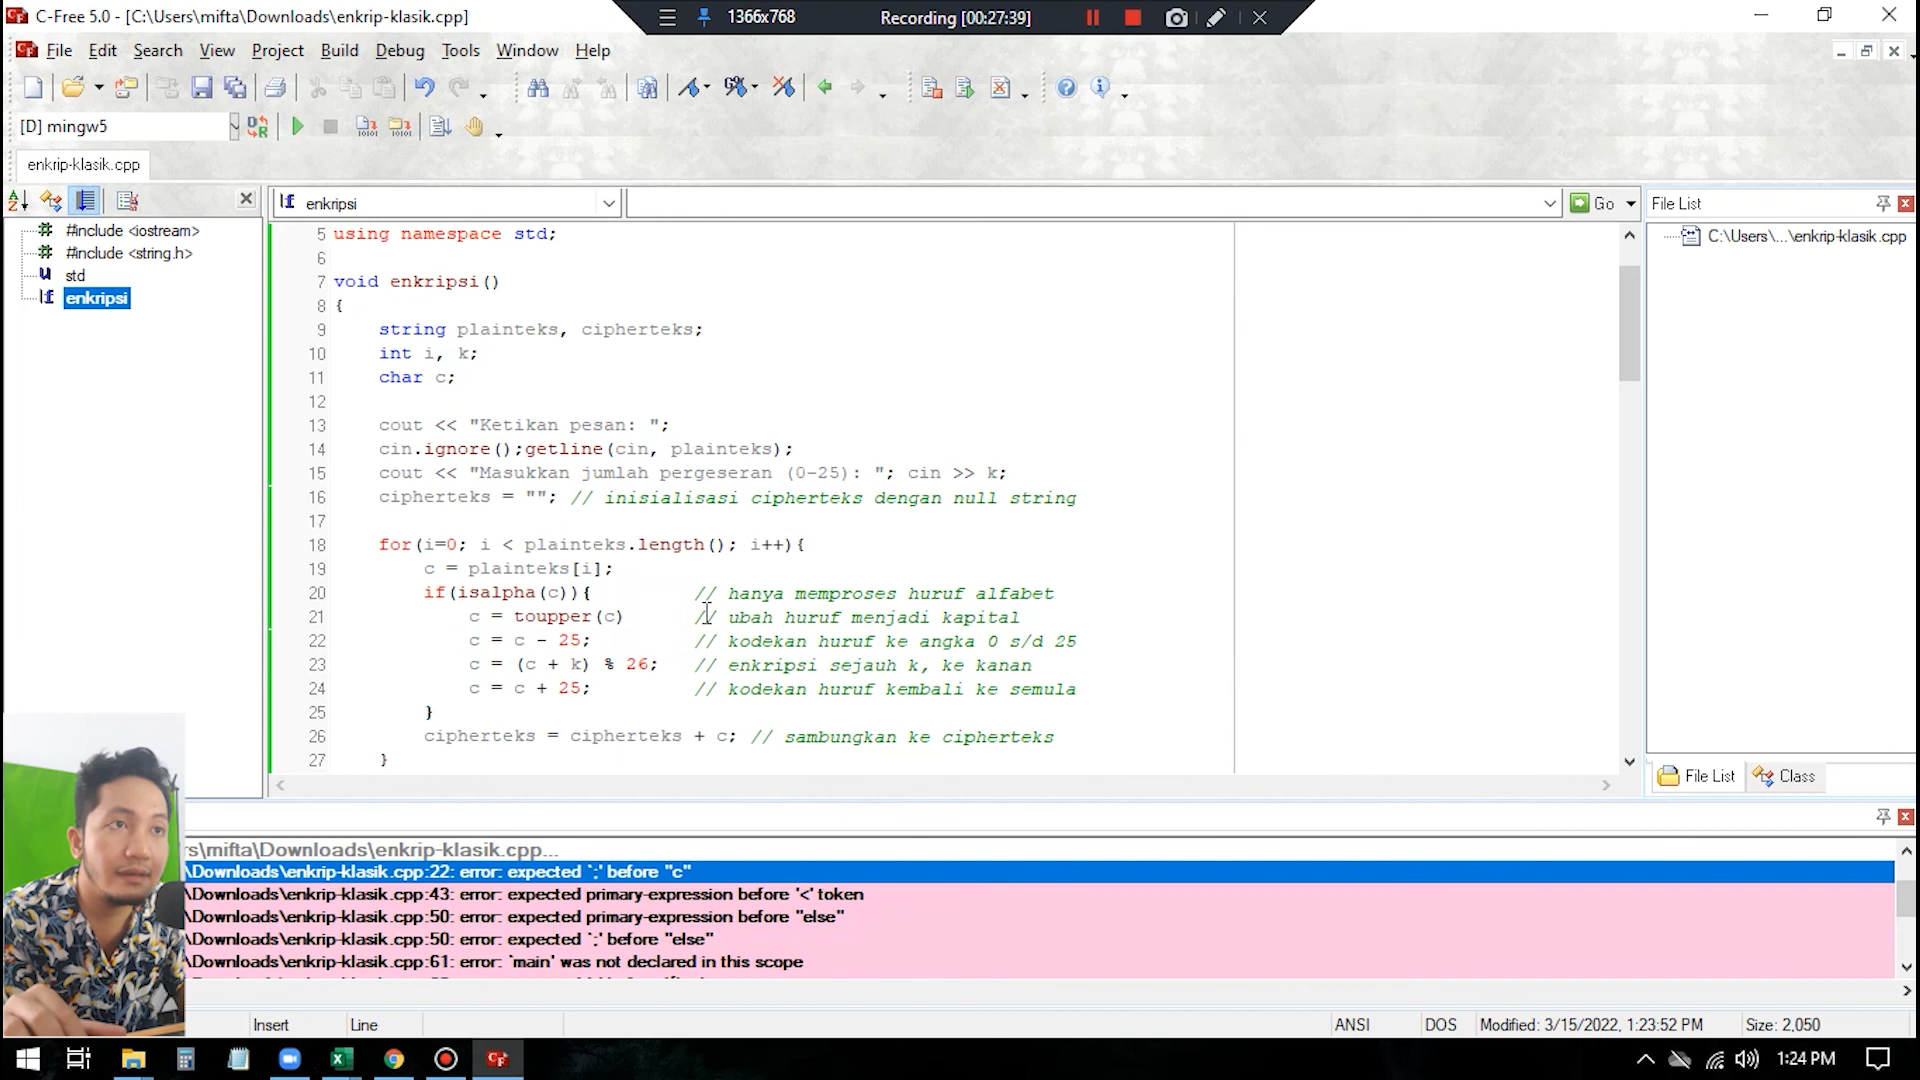 C-Free 5.0 - [C:\Users\mifta\Downloads\enkrip-klasik.cpp]
1366x768
Recording [00:27:39]
File Edit Search View Project Build Debug Tools Window Help
[D] mingw5
enkrip-klasik.cpp
#include <iostream>
#include <string.h>
std
enkripsi
enkripsi
Go
5 using namespace std;
6
7 void enkripsi()
8 {
9 string plainteks, cipherteks;
10 int i, k;
11 char c;
12
13 cout << "Ketikan pesan: ";
14 cin.ignore();getline(cin, plainteks);
15 cout << "Masukkan jumlah pergeseran (0-25): "; cin >> k;
16 cipherteks = ""; // inisialisasi cipherteks dengan null string
17
18 for(i=0; i < plainteks.length(); i++){
19 c = plainteks[i];
20 if(isalpha(c)){ // hanya memproses huruf alfabet
21 c = toupper(c) // ubah huruf menjadi kapital
22 c = c - 25; // kodekan huruf ke angka 0 s/d 25
23 c = (c + k) % 26; // enkripsi sejauh k, ke kanan
24 c = c + 25; // kodekan huruf kembali ke semula
25 }
26 cipherteks = cipherteks + c; // sambungkan ke cipherteks
27 }
File List
C:\Users\...\enkrip-klasik.cpp
File List Class
rs\mifta\Downloads\enkrip-klasik.cpp...
\Downloads\enkrip-klasik.cpp:22: error: expected `;' before "c"
\Downloads\enkrip-klasik.cpp:43: error: expected primary-expression before '<' token
\Downloads\enkrip-klasik.cpp:50: error: expected primary-expression before "else"
\Downloads\enkrip-klasik.cpp:50: error: expected `;' before "else"
\Downloads\enkrip-klasik.cpp:61: error: `main' was not declared in this scope
Insert Line ANSI DOS Modified: 3/15/2022, 1:23:52 PM Size: 2,050
1:24 PM